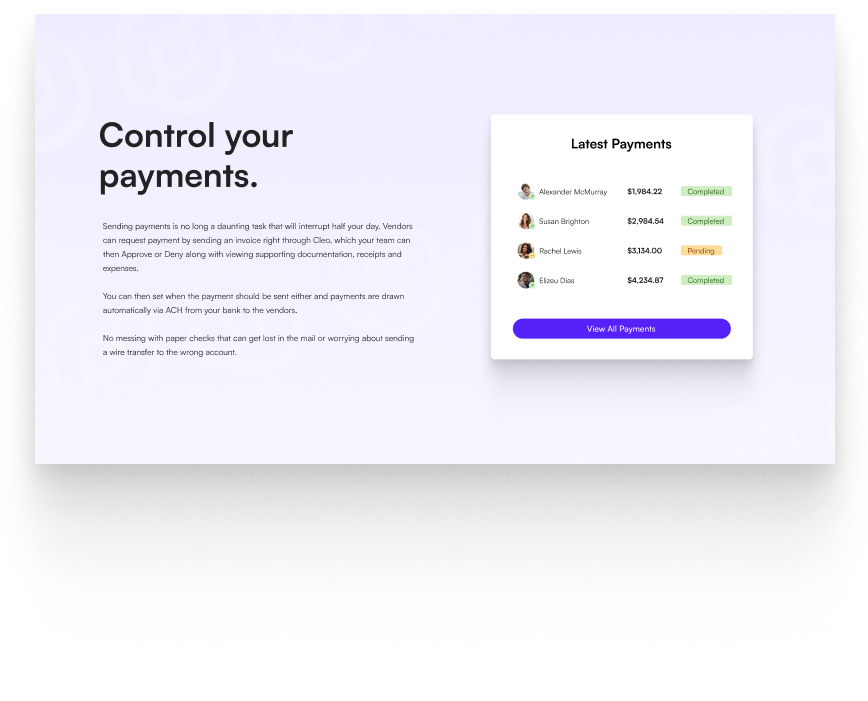 Control your
payments.
Sending payments is no long a daunting task that will interrupt half your day. Vendors
can request payment by sending an invoice right through Cleo, which your team can
then Approve or Deny along with viewing supporting documentation, receipts and
expenses.
You can then set when the payment should be sent either and payments are drawn
automatically via ACH from your bank to the vendors.
No messing with paper checks that can get lost in the mail or worrying about sending
a wire transfer to the wrong account.
Latest Payments
Alexander McMurray $1,984.22 Completed
Susan Brighton $2,984.54 Completed
Rachel Lewis $3,134.00 Pending
Elizeu Dias $4,234.87 Completed
View All Payments